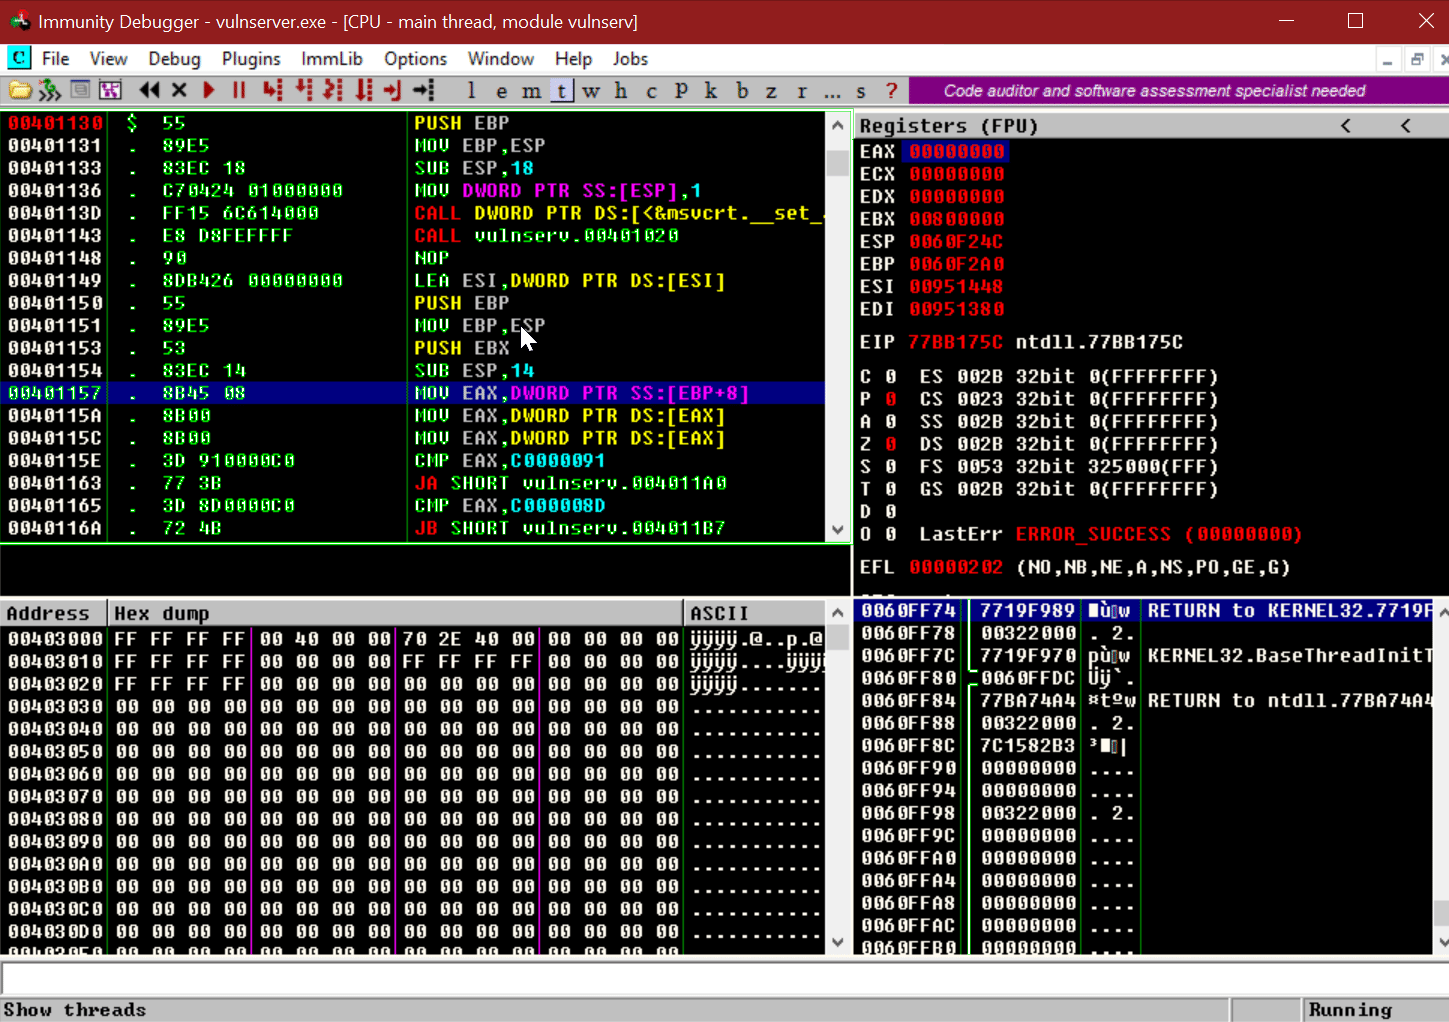 Immunity Debugger - vulnserver.exe - [CPU - main thread, module vulnserv]
C File View Debug Plugins ImmLib Options Window Help Jobs
l e m t w h c P k b z r ... s ? Code auditor and software assessment specialist needed
00401130 $ 55 PUSH EBP
00401131 . 89E5 MOV EBP,ESP
00401133 . 83EC 18 SUB ESP,18
00401136 . C70424 01000000 MOV DWORD PTR SS:[ESP],1
0040113D . FF15 6C614000 CALL DWORD PTR DS:[<&msvcrt.__set_
00401143 . E8 D8FEFFFF CALL vulnserv.00401020
00401148 . 90 NOP
00401149 . 8DB426 00000000 LEA ESI,DWORD PTR DS:[ESI]
00401150 . 55 PUSH EBP
00401151 . 89E5 MOV EBP,ESP
00401153 . 53 PUSH EBX
00401154 . 83EC 14 SUB ESP,14
00401157 . 8B45 08 MOV EAX,DWORD PTR SS:[EBP+8]
0040115A . 8B00 MOV EAX,DWORD PTR DS:[EAX]
0040115C . 8B00 MOV EAX,DWORD PTR DS:[EAX]
0040115E . 3D 910000C0 CMP EAX,C0000091
00401163 . 77 3B JA SHORT vulnserv.004011A0
00401165 . 3D 8D0000C0 CMP EAX,C000008D
0040116A . 72 4B JB SHORT vulnserv.004011B7
Registers (FPU) < <
EAX 00000000
ECX 00000000
EDX 00000000
EBX 00800000
ESP 0060F24C
EBP 0060F2A0
ESI 00951448
EDI 00951380
EIP 77BB175C ntdll.77BB175C
C 0 ES 002B 32bit 0(FFFFFFFF)
P 0 CS 0023 32bit 0(FFFFFFFF)
A 0 SS 002B 32bit 0(FFFFFFFF)
Z 0 DS 002B 32bit 0(FFFFFFFF)
S 0 FS 0053 32bit 325000(FFF)
T 0 GS 002B 32bit 0(FFFFFFFF)
D 0
O 0 LastErr ERROR_SUCCESS (00000000)
EFL 00000202 (NO,NB,NE,A,NS,PO,GE,G)
Address Hex dump ASCII
00403000 FF FF FF FF 00 40 00 00 70 2E 40 00 00 00 00 00 ÿÿÿÿ.@..p.@
00403010 FF FF FF FF 00 00 00 00 FF FF FF FF 00 00 00 00 ÿÿÿÿ....ÿÿÿ
00403020 FF FF FF FF 00 00 00 00 00 00 00 00 00 00 00 00 ÿÿÿÿ.......
00403030 00 00 00 00 00 00 00 00 00 00 00 00 00 00 00 00 ...........
00403040 00 00 00 00 00 00 00 00 00 00 00 00 00 00 00 00 ...........
00403050 00 00 00 00 00 00 00 00 00 00 00 00 00 00 00 00 ...........
00403060 00 00 00 00 00 00 00 00 00 00 00 00 00 00 00 00 ...........
00403070 00 00 00 00 00 00 00 00 00 00 00 00 00 00 00 00 ...........
00403080 00 00 00 00 00 00 00 00 00 00 00 00 00 00 00 00 ...........
00403090 00 00 00 00 00 00 00 00 00 00 00 00 00 00 00 00 ...........
004030A0 00 00 00 00 00 00 00 00 00 00 00 00 00 00 00 00 ...........
004030B0 00 00 00 00 00 00 00 00 00 00 00 00 00 00 00 00 ...........
004030C0 00 00 00 00 00 00 00 00 00 00 00 00 00 00 00 00 ...........
004030D0 00 00 00 00 00 00 00 00 00 00 00 00 00 00 00 00 ...........
0060FF74 7719F989 RETURN to KERNEL32.7719F
0060FF78 00322000 . 2.
0060FF7C 7719F970 KERNEL32.BaseThreadInitT
0060FF80 0060FFDC Üÿ`.
0060FF84 77BA74A4 ¤tºw RETURN to ntdll.77BA74A4
0060FF88 00322000 . 2.
0060FF8C 7C1582B3
0060FF90 00000000 ....
0060FF94 00000000 ....
0060FF98 00322000 . 2.
0060FF9C 00000000 ....
0060FFA0 00000000 ....
0060FFA4 00000000 ....
0060FFA8 00000000 ....
0060FFAC 00000000 ....
0060FFB0 00000000 ....
Show threads
Running